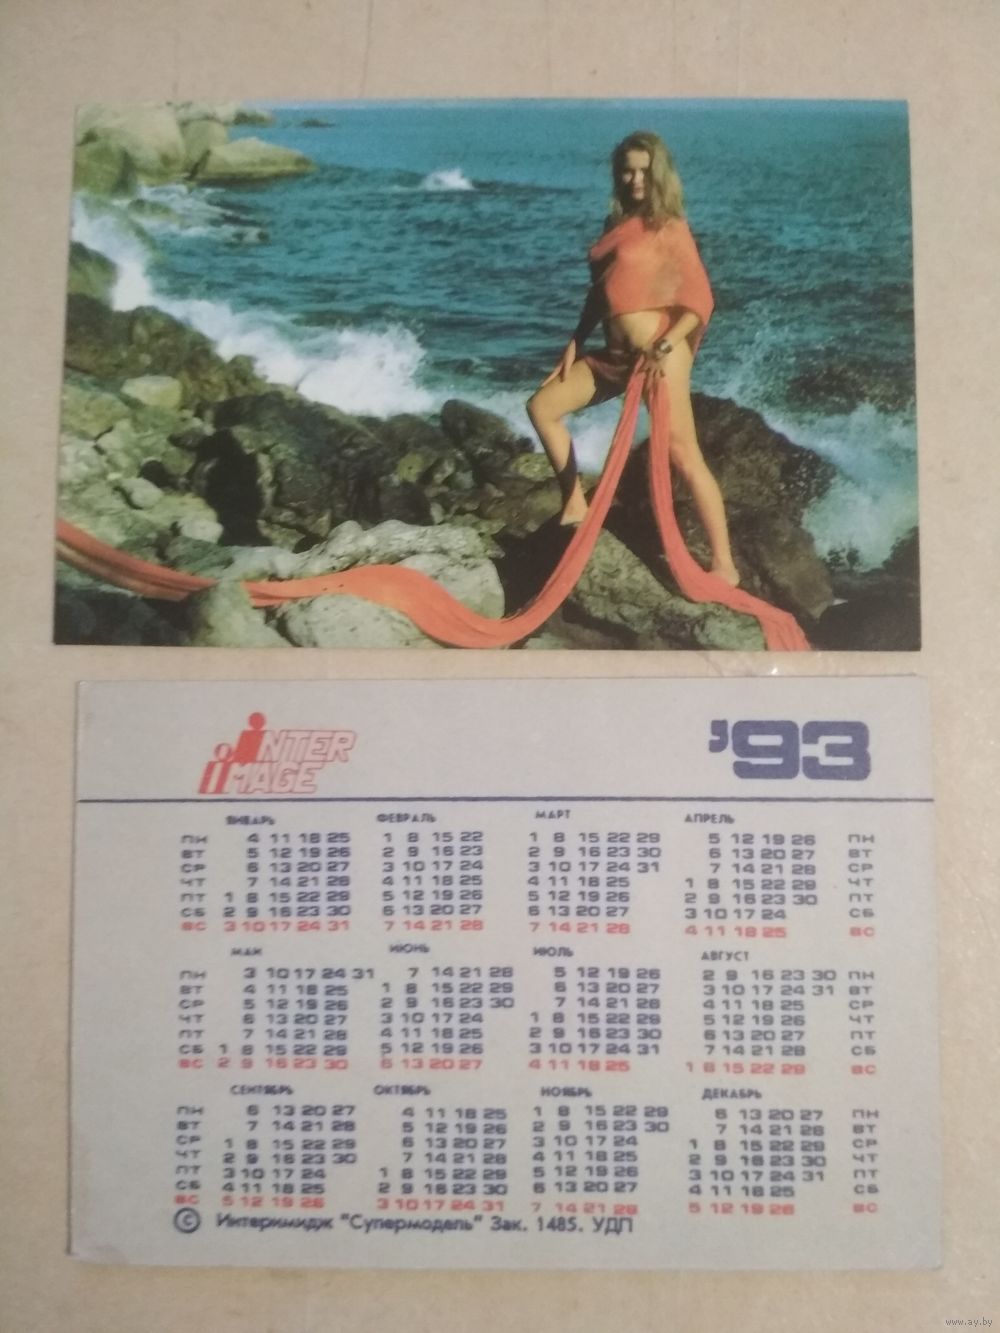 INTER
IMAGE
'93
ЯНВАРЬ ФЕВРАЛЬ МАРТ АПРЕЛЬ
ПН 4 11 18 25 1 8 15 22 1 8 15 22 29 5 12 19 26 ПН
ВТ 5 12 19 26 2 9 16 23 2 9 16 23 30 6 13 20 27 ВТ
СР 6 13 20 27 3 10 17 24 3 10 17 24 31 7 14 21 28 СР
ЧТ 7 14 21 28 4 11 18 25 4 11 18 25 1 8 15 22 29 ЧТ
ПТ 1 8 15 22 29 5 12 19 26 5 12 19 26 2 9 16 23 30 ПТ
СБ 2 9 16 23 30 6 13 20 27 6 13 20 27 3 10 17 24 СБ
ВС 3 10 17 24 31 7 14 21 28 7 14 21 28 4 11 18 25 ВС
МАЙ ИЮНЬ ИЮЛЬ АВГУСТ
ПН 3 10 17 24 31 7 14 21 28 5 12 19 26 2 9 16 23 30 ПН
ВТ 4 11 18 25 1 8 15 22 29 6 13 20 27 3 10 17 24 31 ВТ
СР 5 12 19 26 2 9 16 23 30 7 14 21 28 4 11 18 25 СР
ЧТ 6 13 20 27 3 10 17 24 1 8 15 22 29 5 12 19 26 ЧТ
ПТ 7 14 21 28 4 11 18 25 2 9 16 23 30 6 13 20 27 ПТ
СБ 1 8 15 22 29 5 12 19 26 3 10 17 24 31 7 14 21 28 СБ
ВС 2 9 16 23 30 6 13 20 27 4 11 18 25 1 8 15 22 29 ВС
СЕНТЯБРЬ ОКТЯБРЬ НОЯБРЬ ДЕКАБРЬ
ПН 6 13 20 27 4 11 18 25 1 8 15 22 29 6 13 20 27 ПН
ВТ 7 14 21 28 5 12 19 26 2 9 16 23 30 7 14 21 28 ВТ
СР 1 8 15 22 29 6 13 20 27 3 10 17 24 1 8 15 22 29 СР
ЧТ 2 9 16 23 30 7 14 21 28 4 11 18 25 2 9 16 23 30 ЧТ
ПТ 3 10 17 24 1 8 15 22 29 5 12 19 26 3 10 17 24 31 ПТ
СБ 4 11 18 25 2 9 16 23 30 6 13 20 27 4 11 18 25 СБ
ВС 5 12 19 26 3 10 17 24 31 7 14 21 28 5 12 19 26 ВС
© Интеримидж "Супермодель" Зак. 1485. УДП
www.ay.by